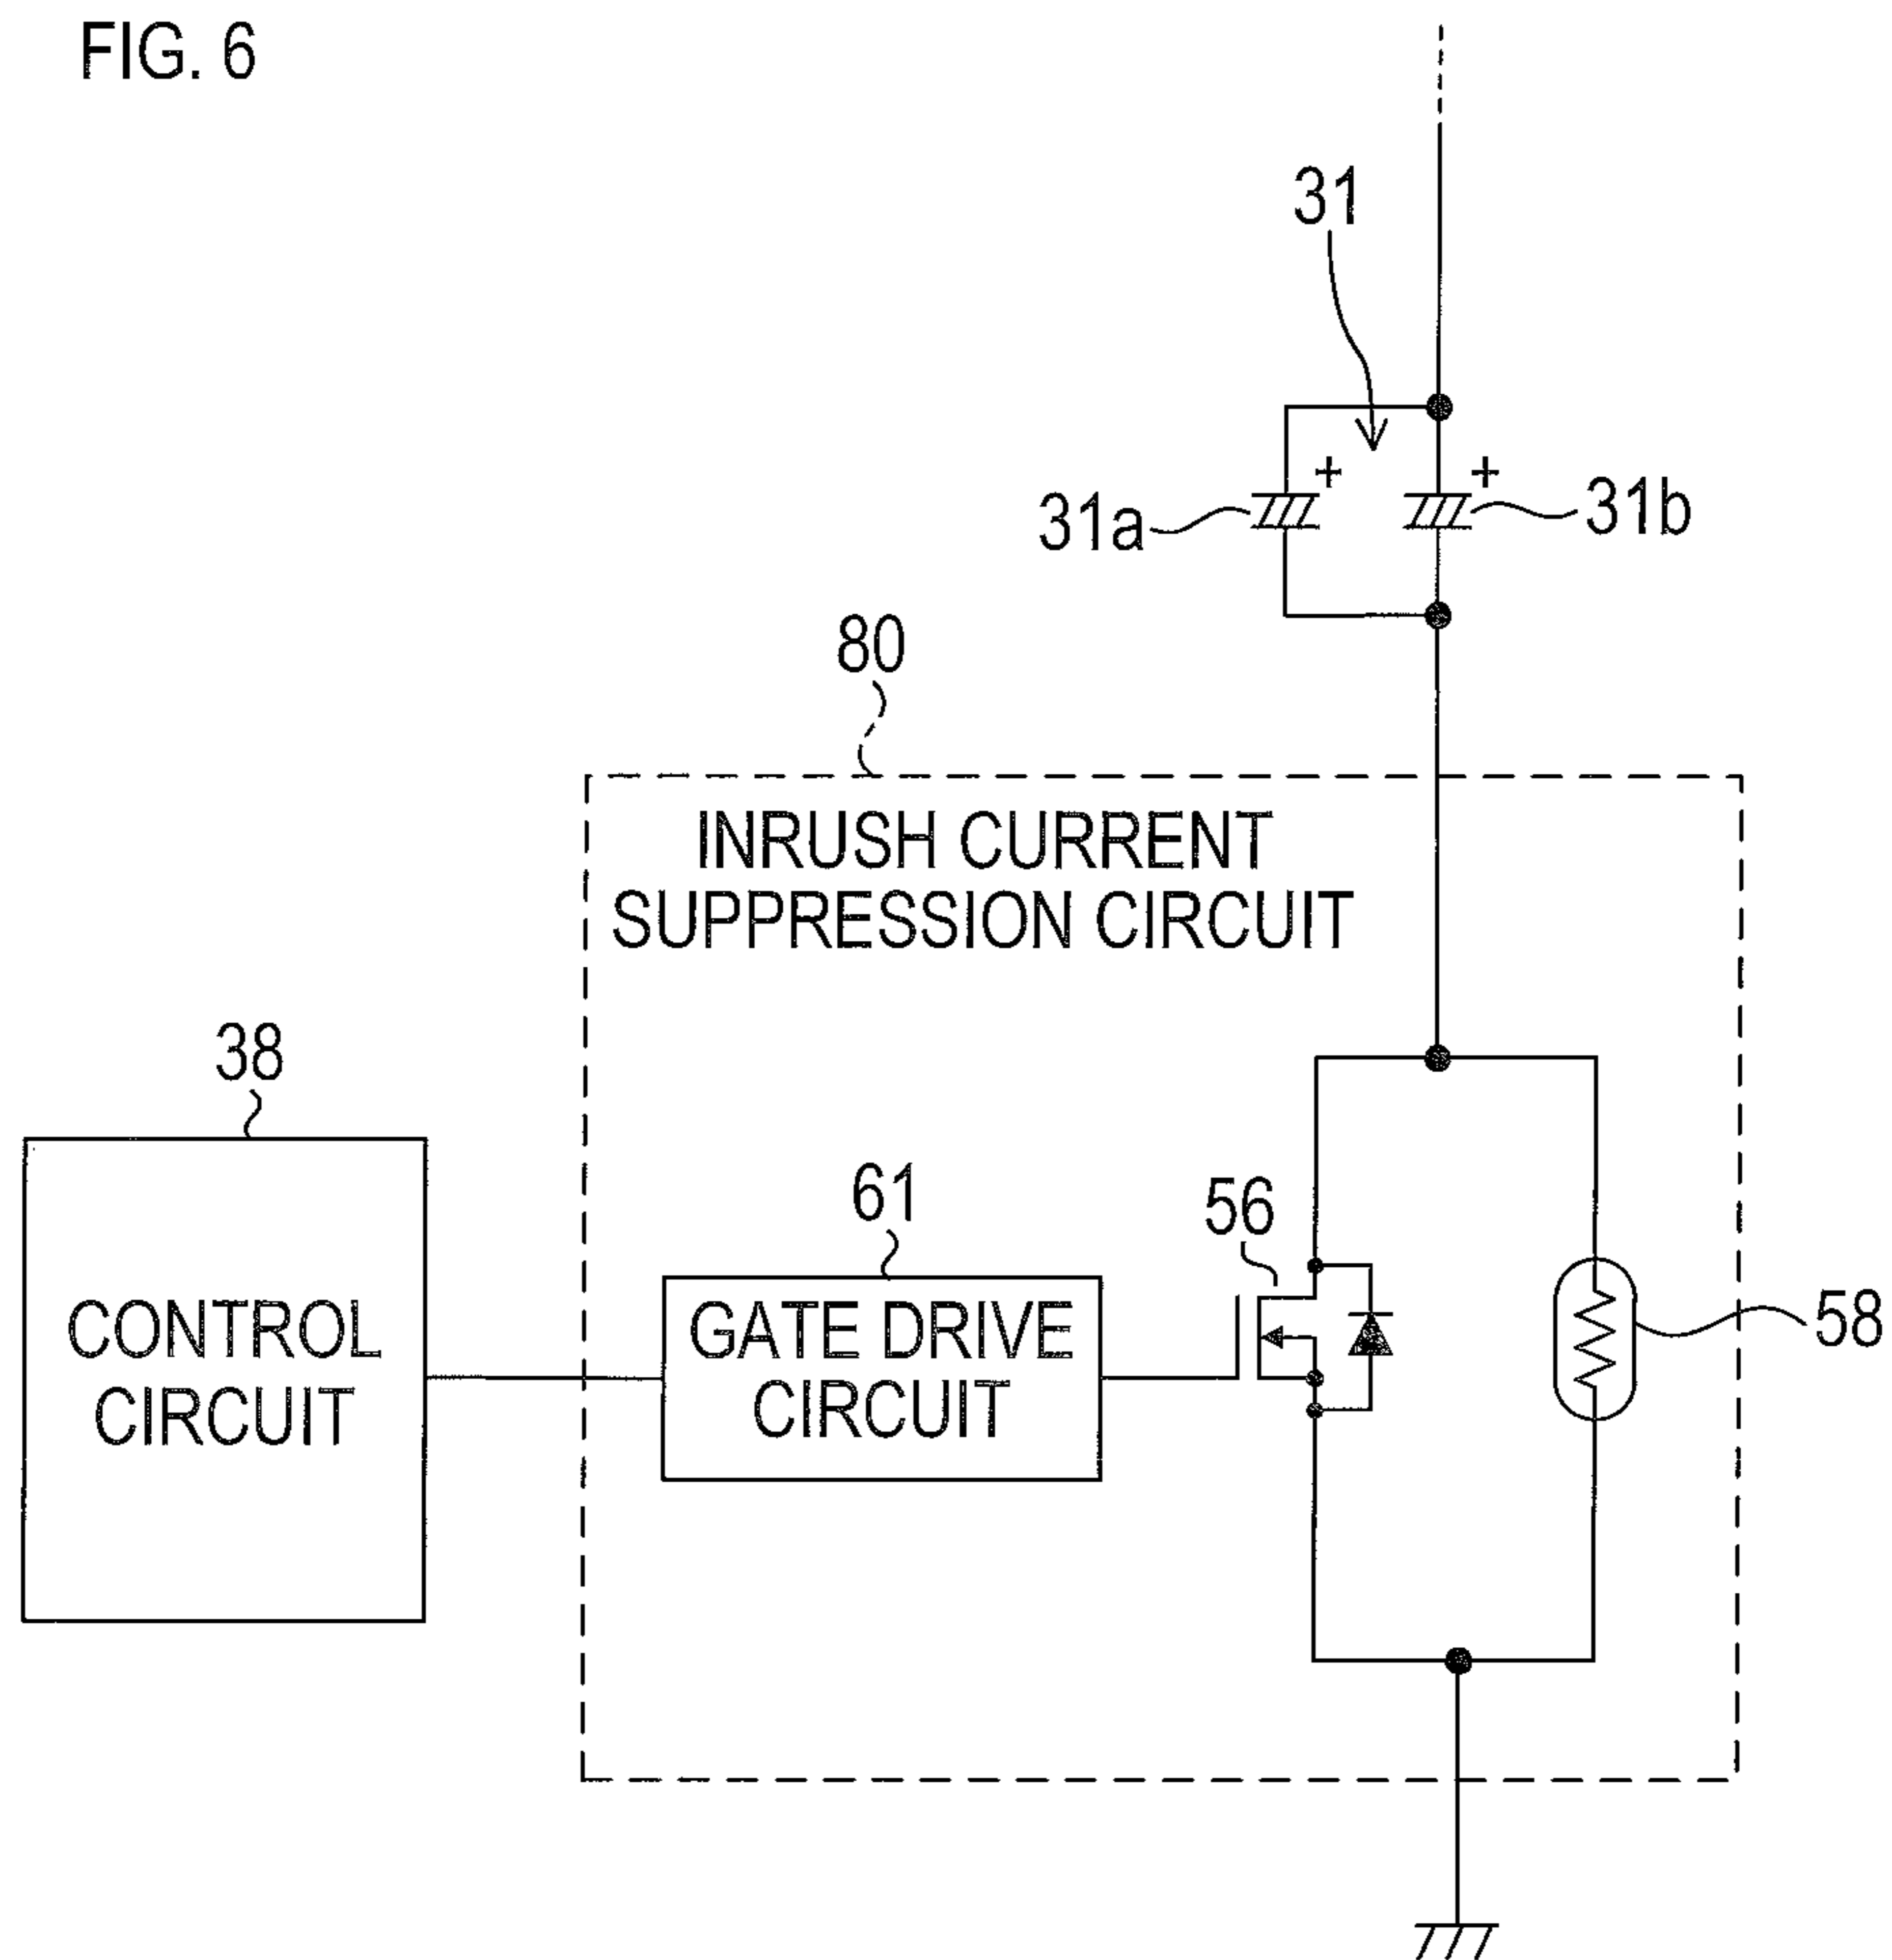 FIG. 6
31
+
+
31a
31b
80
INRUSH CURRENT
SUPPRESSION CIRCUIT
38
61
56
CONTROL
CIRCUIT
GATE DRIVE
CIRCUIT
58